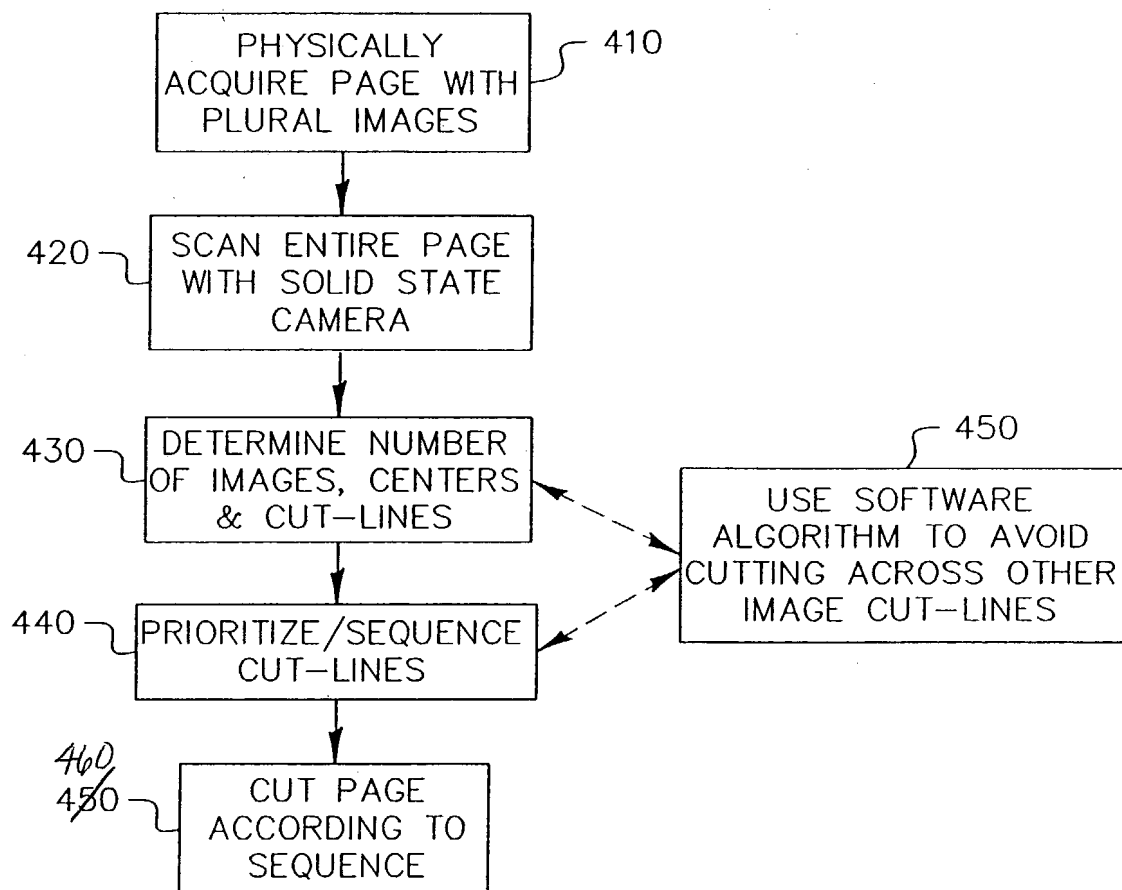 PHYSICALLY
ACQUIRE PAGE WITH
PLURAL IMAGES
410
420
SCAN ENTIRE PAGE
WITH SOLID STATE
CAMERA
430
DETERMINE NUMBER
OF IMAGES, CENTERS
& CUT–LINES
450
USE SOFTWARE
ALGORITHM TO AVOID
CUTTING ACROSS OTHER
IMAGE CUT–LINES
440
PRIORITIZE/SEQUENCE
CUT–LINES
460
450
CUT PAGE
ACCORDING TO
SEQUENCE